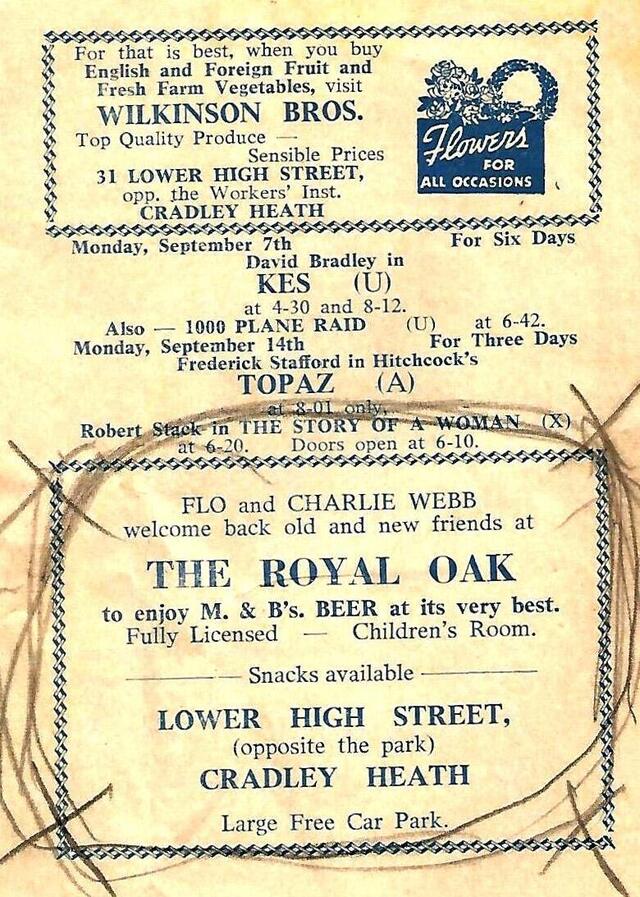 For that is best, when you buy
English and Foreign Fruit and
Fresh Farm Vegetables, visit
WILKINSON BROS.
Top Quality Produce —
Sensible Prices
31 LOWER HIGH STREET,
opp. the Workers' Inst.
CRADLEY HEATH
Flowers
FOR
ALL OCCASIONS
Monday, September 7th For Six Days
David Bradley in
KES (U)
at 4-30 and 8-12.
Also — 1000 PLANE RAID (U) at 6-42.
Monday, September 14th For Three Days
Frederick Stafford in Hitchcock's
TOPAZ (A)
at 8-01 only.
Robert Stack in THE STORY OF A WOMAN (X)
at 6-20. Doors open at 6-10.
FLO and CHARLIE WEBB
welcome back old and new friends at
THE ROYAL OAK
to enjoy M. & B's. BEER at its very best.
Fully Licensed — Children's Room.
Snacks available
LOWER HIGH STREET,
(opposite the park)
CRADLEY HEATH
Large Free Car Park.